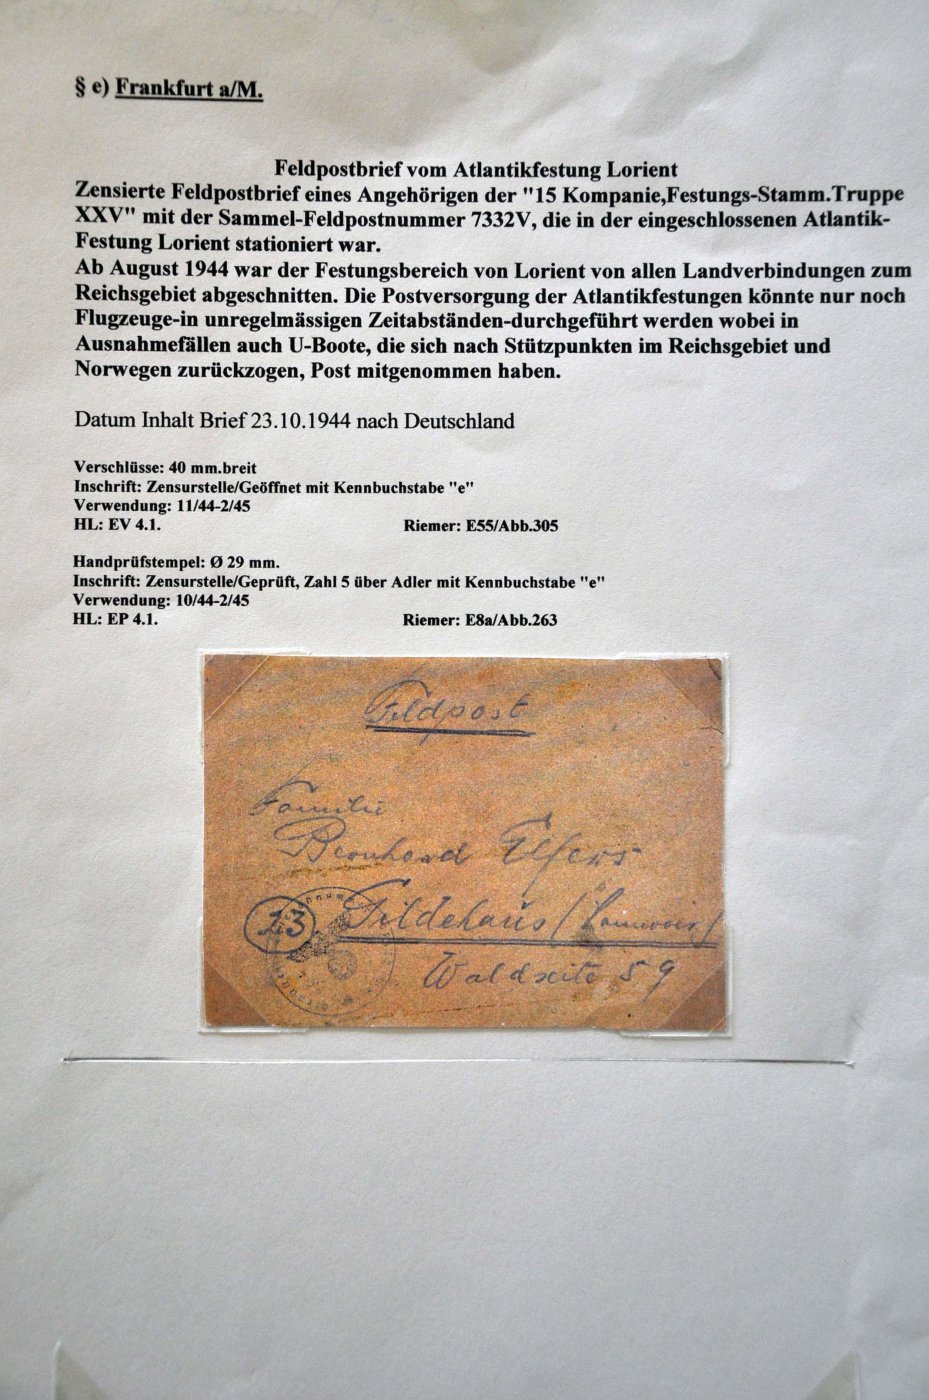 § e) Frankfurt a/M.
Feldpostbrief vom Atlantikfestung Lorient
Zensierte Feldpostbrief eines Angehörigen der "15 Kompanie,Festungs-Stamm.Truppe
XXV" mit der Sammel-Feldpostnummer 7332V, die in der eingeschlossenen Atlantik-
Festung Lorient stationiert war.
Ab August 1944 war der Festungsbereich von Lorient von allen Landverbindungen zum
Reichsgebiet abgeschnitten. Die Postversorgung der Atlantikfestungen könnte nur noch
Flugzeuge-in unregelmässigen Zeitabständen-durchgeführt werden wobei in
Ausnahmefällen auch U-Boote, die sich nach Stützpunkten im Reichsgebiet und
Norwegen zurückzogen, Post mitgenommen haben.
Datum Inhalt Brief 23.10.1944 nach Deutschland
Verschlüsse: 40 mm.breit
Inschrift: Zensurstelle/Geöffnet mit Kennbuchstabe "e"
Verwendung: 11/44-2/45
HL: EV 4.1. Riemer: E55/Abb.305
Handprüfstempel: Ø 29 mm.
Inschrift: Zensurstelle/Geprüft, Zahl 5 über Adler mit Kennbuchstabe "e"
Verwendung: 10/44-2/45
HL: EP 4.1. Riemer: E8a/Abb.263
Feldpost
Familie
Bernhard Elfers
23 Gildehaus (
Waldseite 59